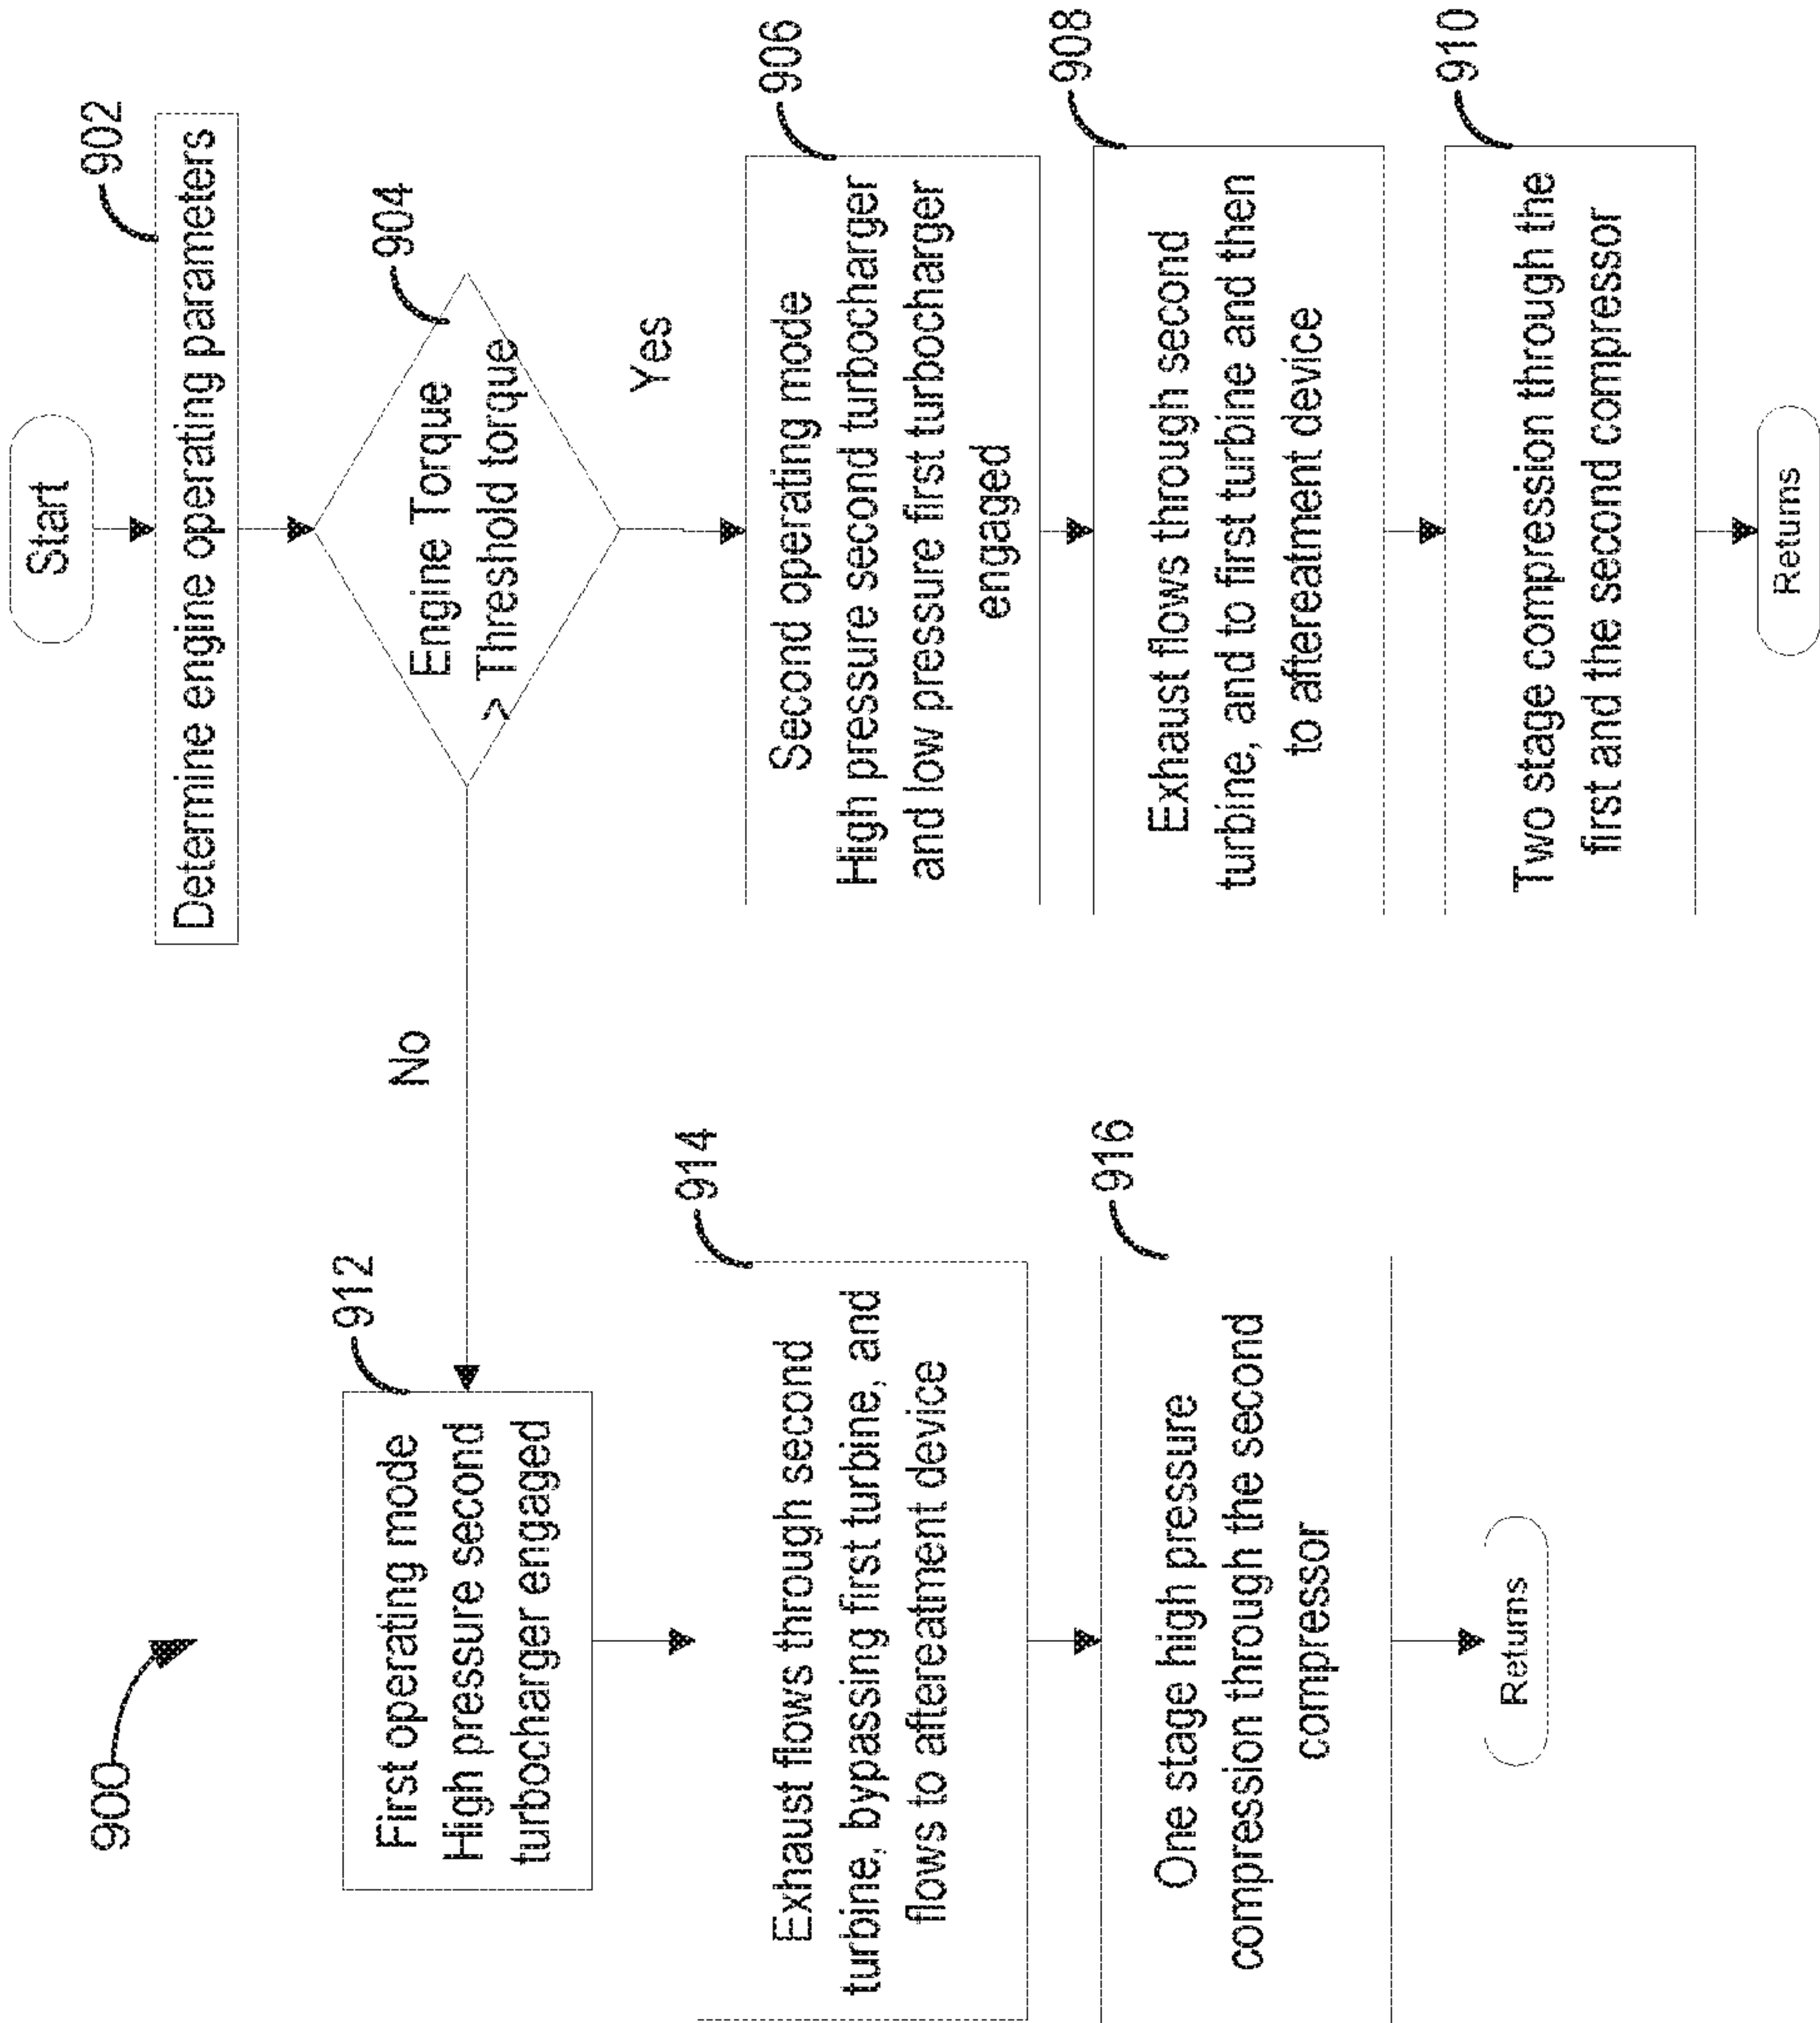 900
Start
902
Determine engine operating parameters
904
Engine Torque
> Threshold torque
No
Yes
912
First operating mode
High pressure second
turbocharger engaged
906
Second operating mode
High pressure second turbocharger
and low pressure first turbocharger
engaged
914
Exhaust flows through second
turbine, bypassing first turbine, and
flows to aftereatment device
908
Exhaust flows through second
turbine, and to first turbine and then
to aftereatment device
916
One stage high pressure
compression through the second
compressor
910
Two stage compression through the
first and the second compressor
Returns
Returns